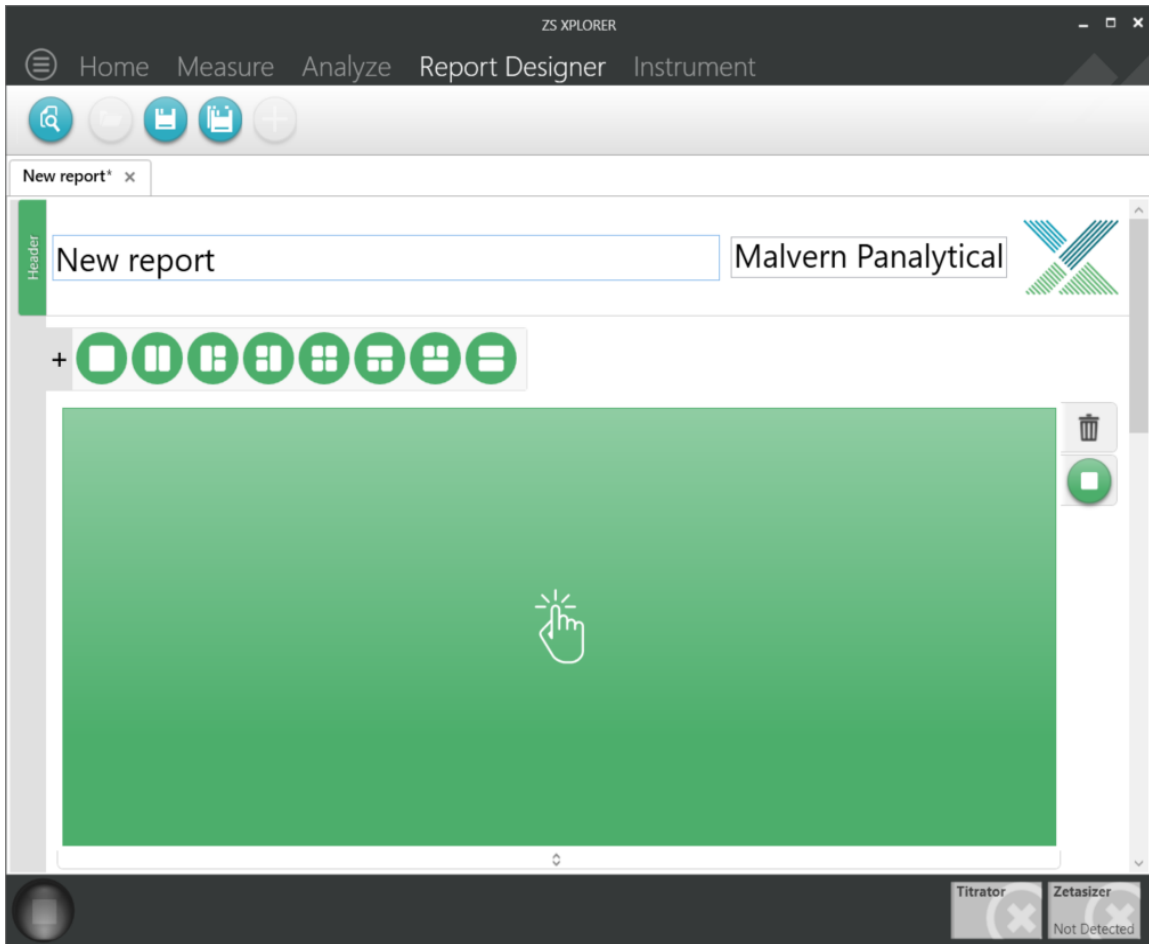 ZS XPLORER
Home Measure Analyze Report Designer Instrument
New report*
Header
New report Malvern Panalytical
+
Titrator Zetasizer
Not Detected